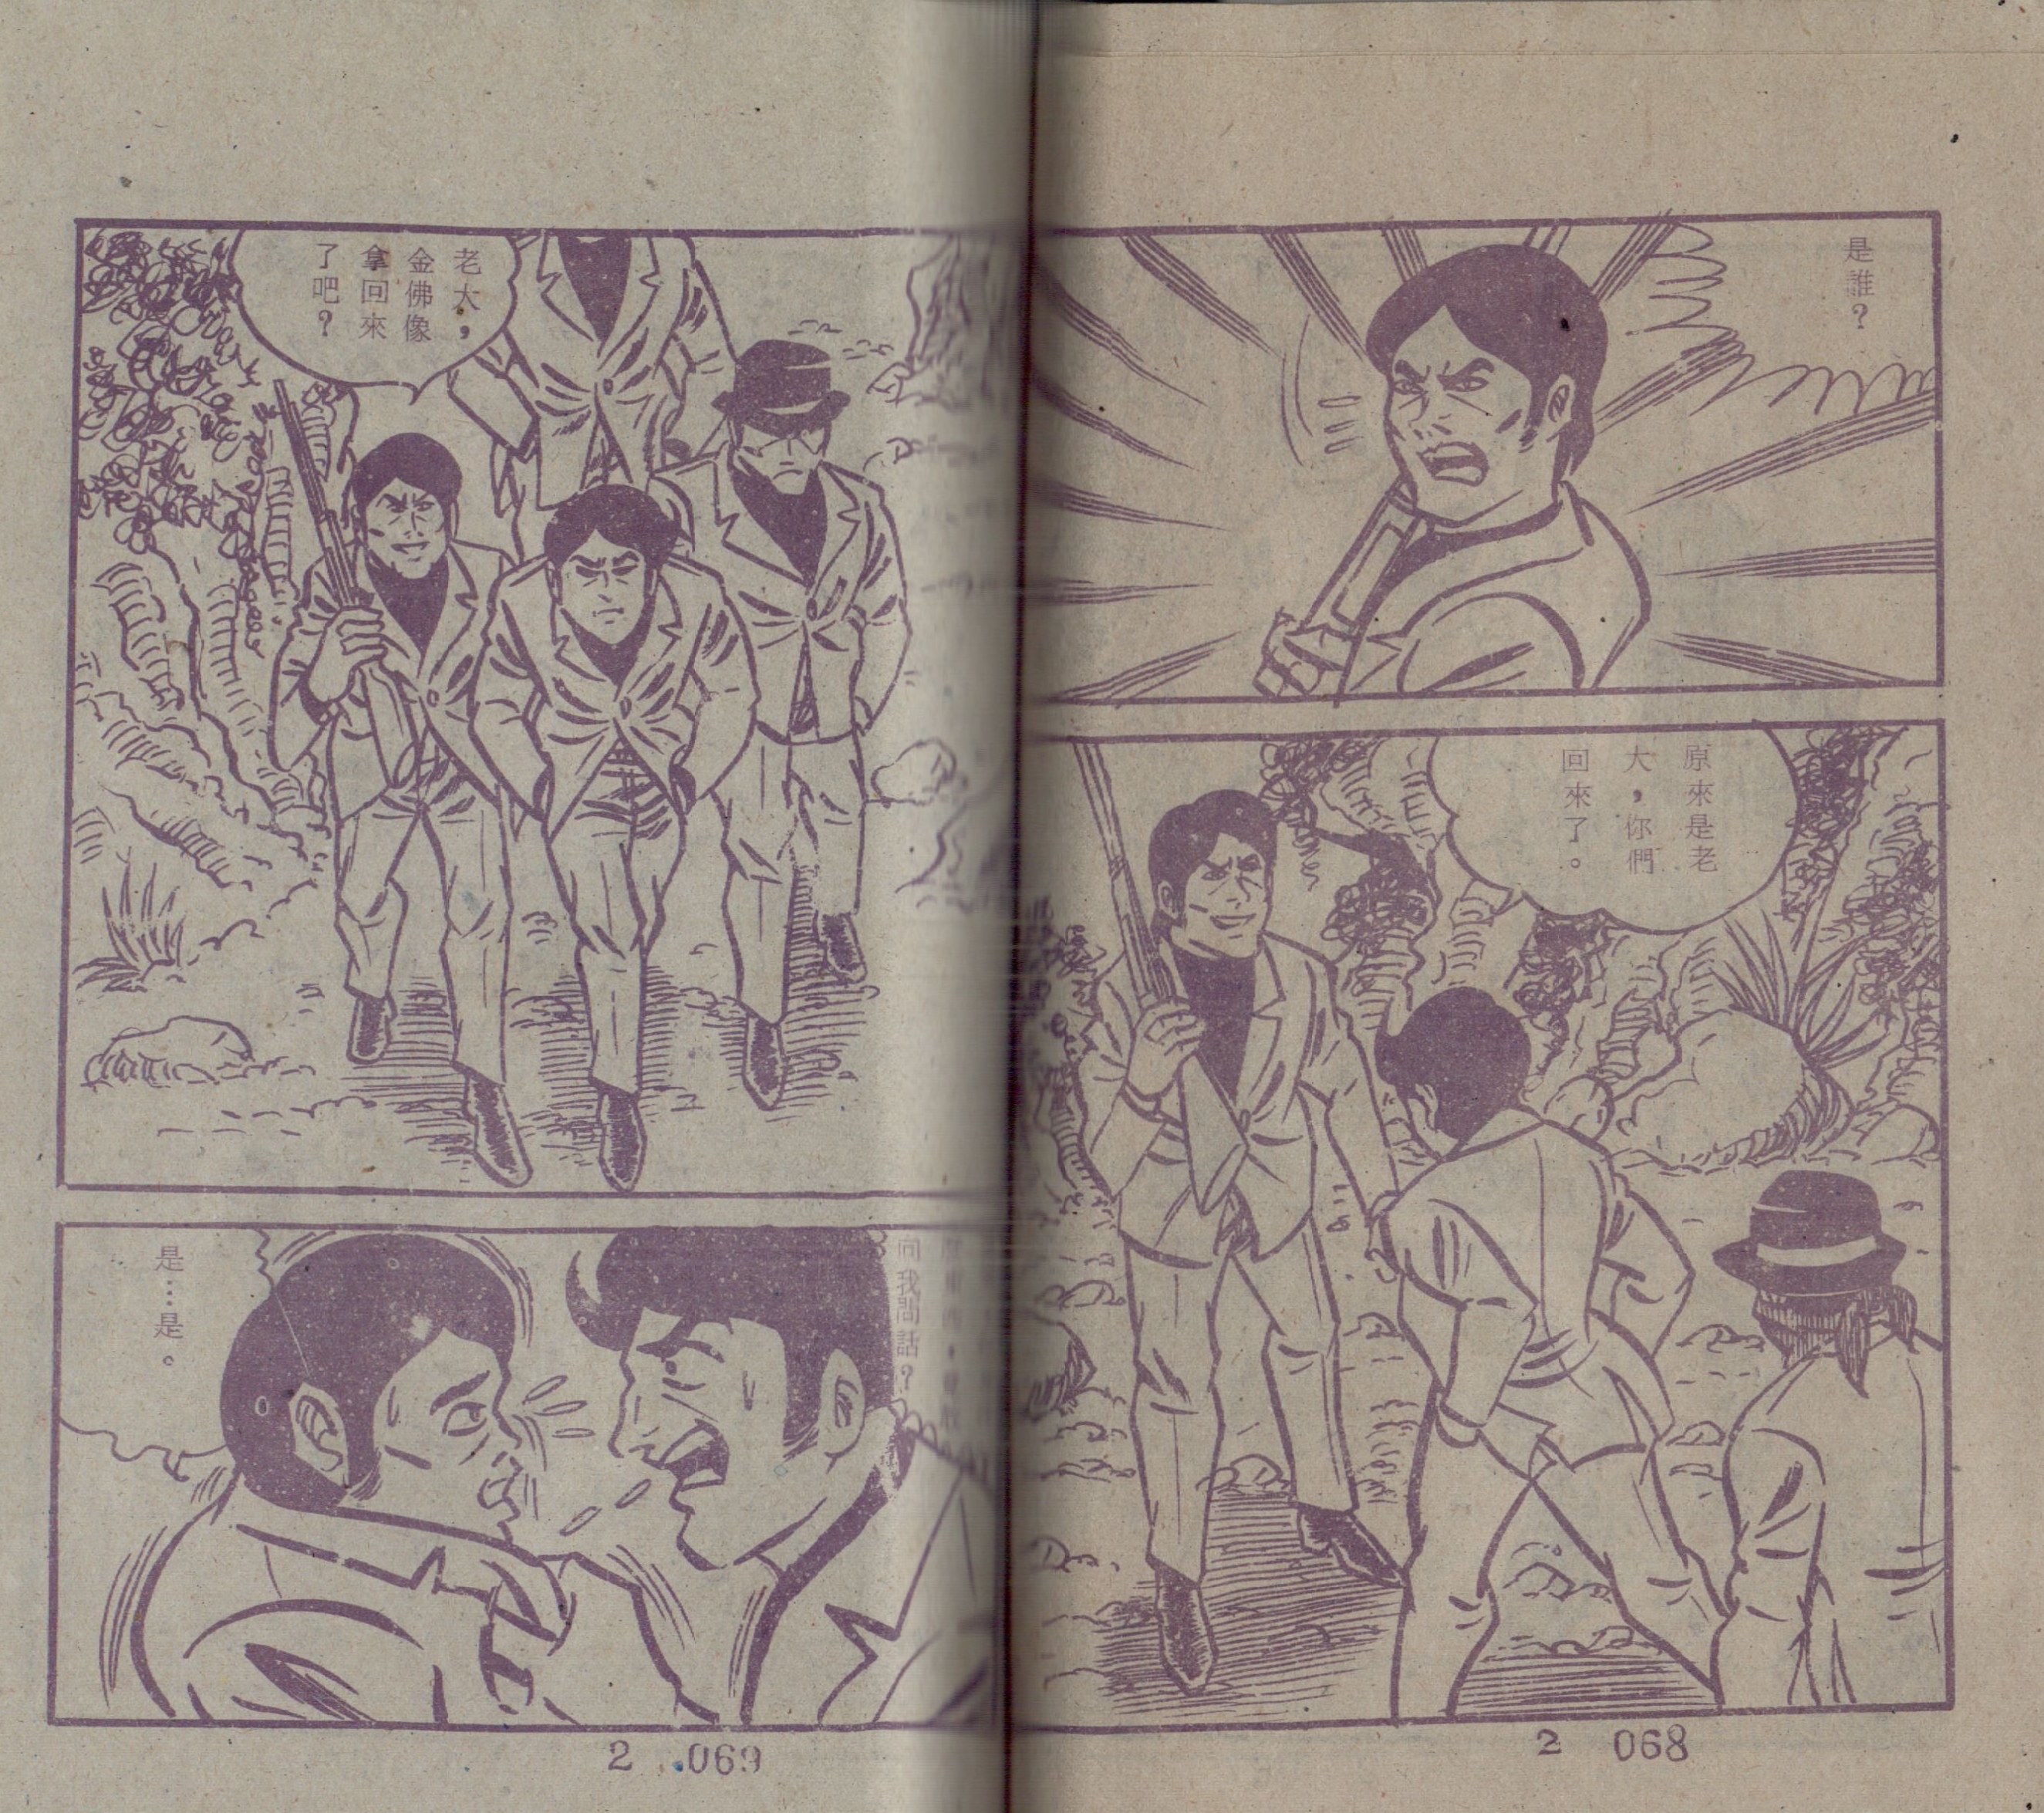 是誰?
原來是老
大,你們
回來了。
2 068
老大,
金佛像
拿回來
了吧?
向我問話?
是…是。
2 069